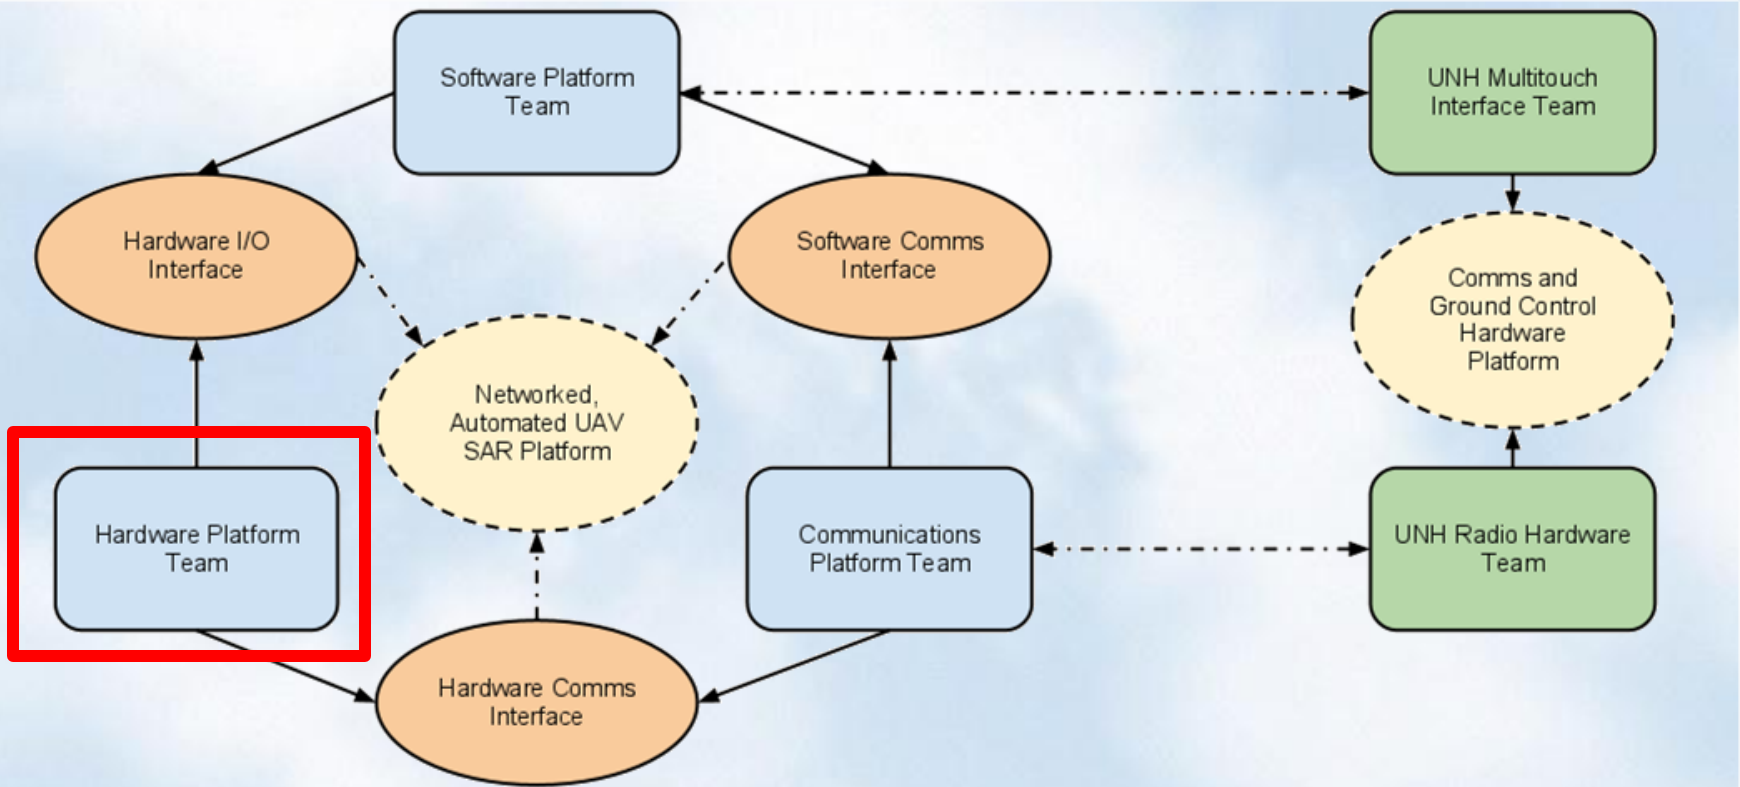 Software Platform
Team
UNH Multitouch
Interface Team
Hardware I/O
Interface
Software Comms
Interface
Comms and
Ground Control
Hardware
Platform
Networked,
Automated UAV
SAR Platform
Hardware Platform
Team
Communications
Platform Team
UNH Radio Hardware
Team
Hardware Comms
Interface